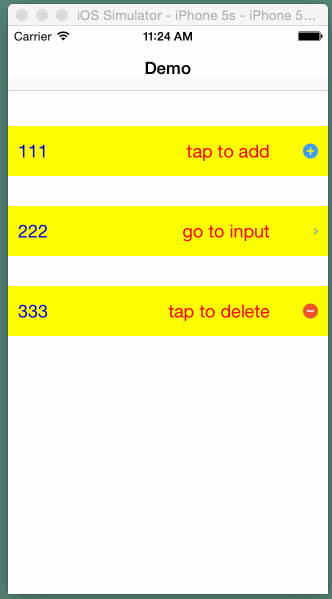 iOS Simulator - iPhone 5s - iPhone 5...
Carrier 11:24 AM
Demo
111 tap to add
222 go to input
333 tap to delete